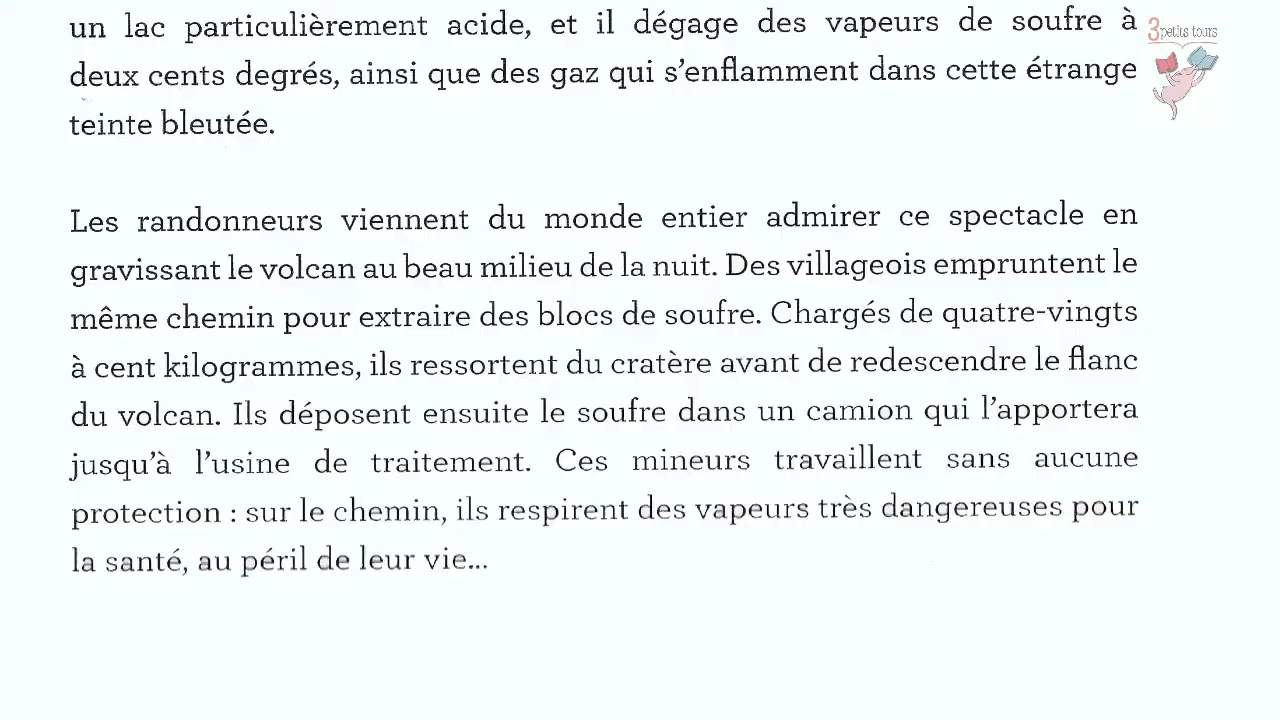 un lac particulièrement acide, et il dégage des vapeurs de soufre à
deux cents degrés, ainsi que des gaz qui s’enflamment dans cette étrange
teinte bleutée.
3 petits tours
Les randonneurs viennent du monde entier admirer ce spectacle en
gravissant le volcan au beau milieu de la nuit. Des villageois empruntent le
même chemin pour extraire des blocs de soufre. Chargés de quatre-vingts
à cent kilogrammes, ils ressortent du cratère avant de redescendre le flanc
du volcan. Ils déposent ensuite le soufre dans un camion qui l’apportera
jusqu’à l’usine de traitement. Ces mineurs travaillent sans aucune
protection : sur le chemin, ils respirent des vapeurs très dangereuses pour
la santé, au péril de leur vie...